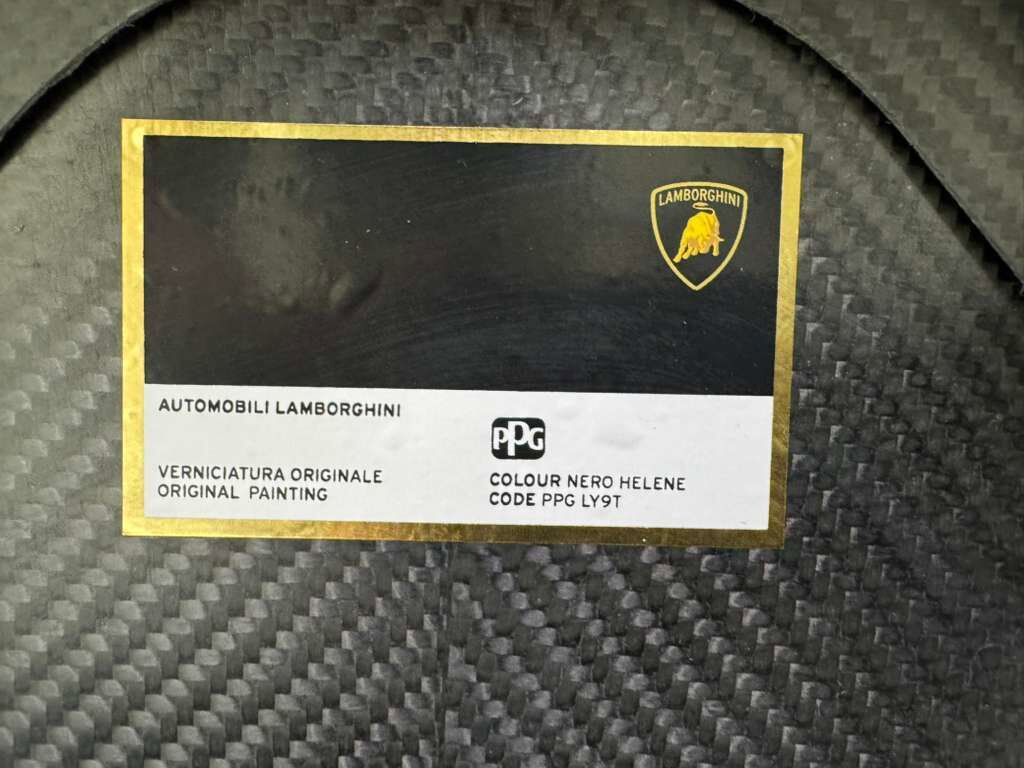 LAMBORGHINI
AUTOMOBILI LAMBORGHINI
PPG
VERNICIATURA ORIGINALE
ORIGINAL PAINTING
COLOUR NERO HELENE
CODE PPG LY9T